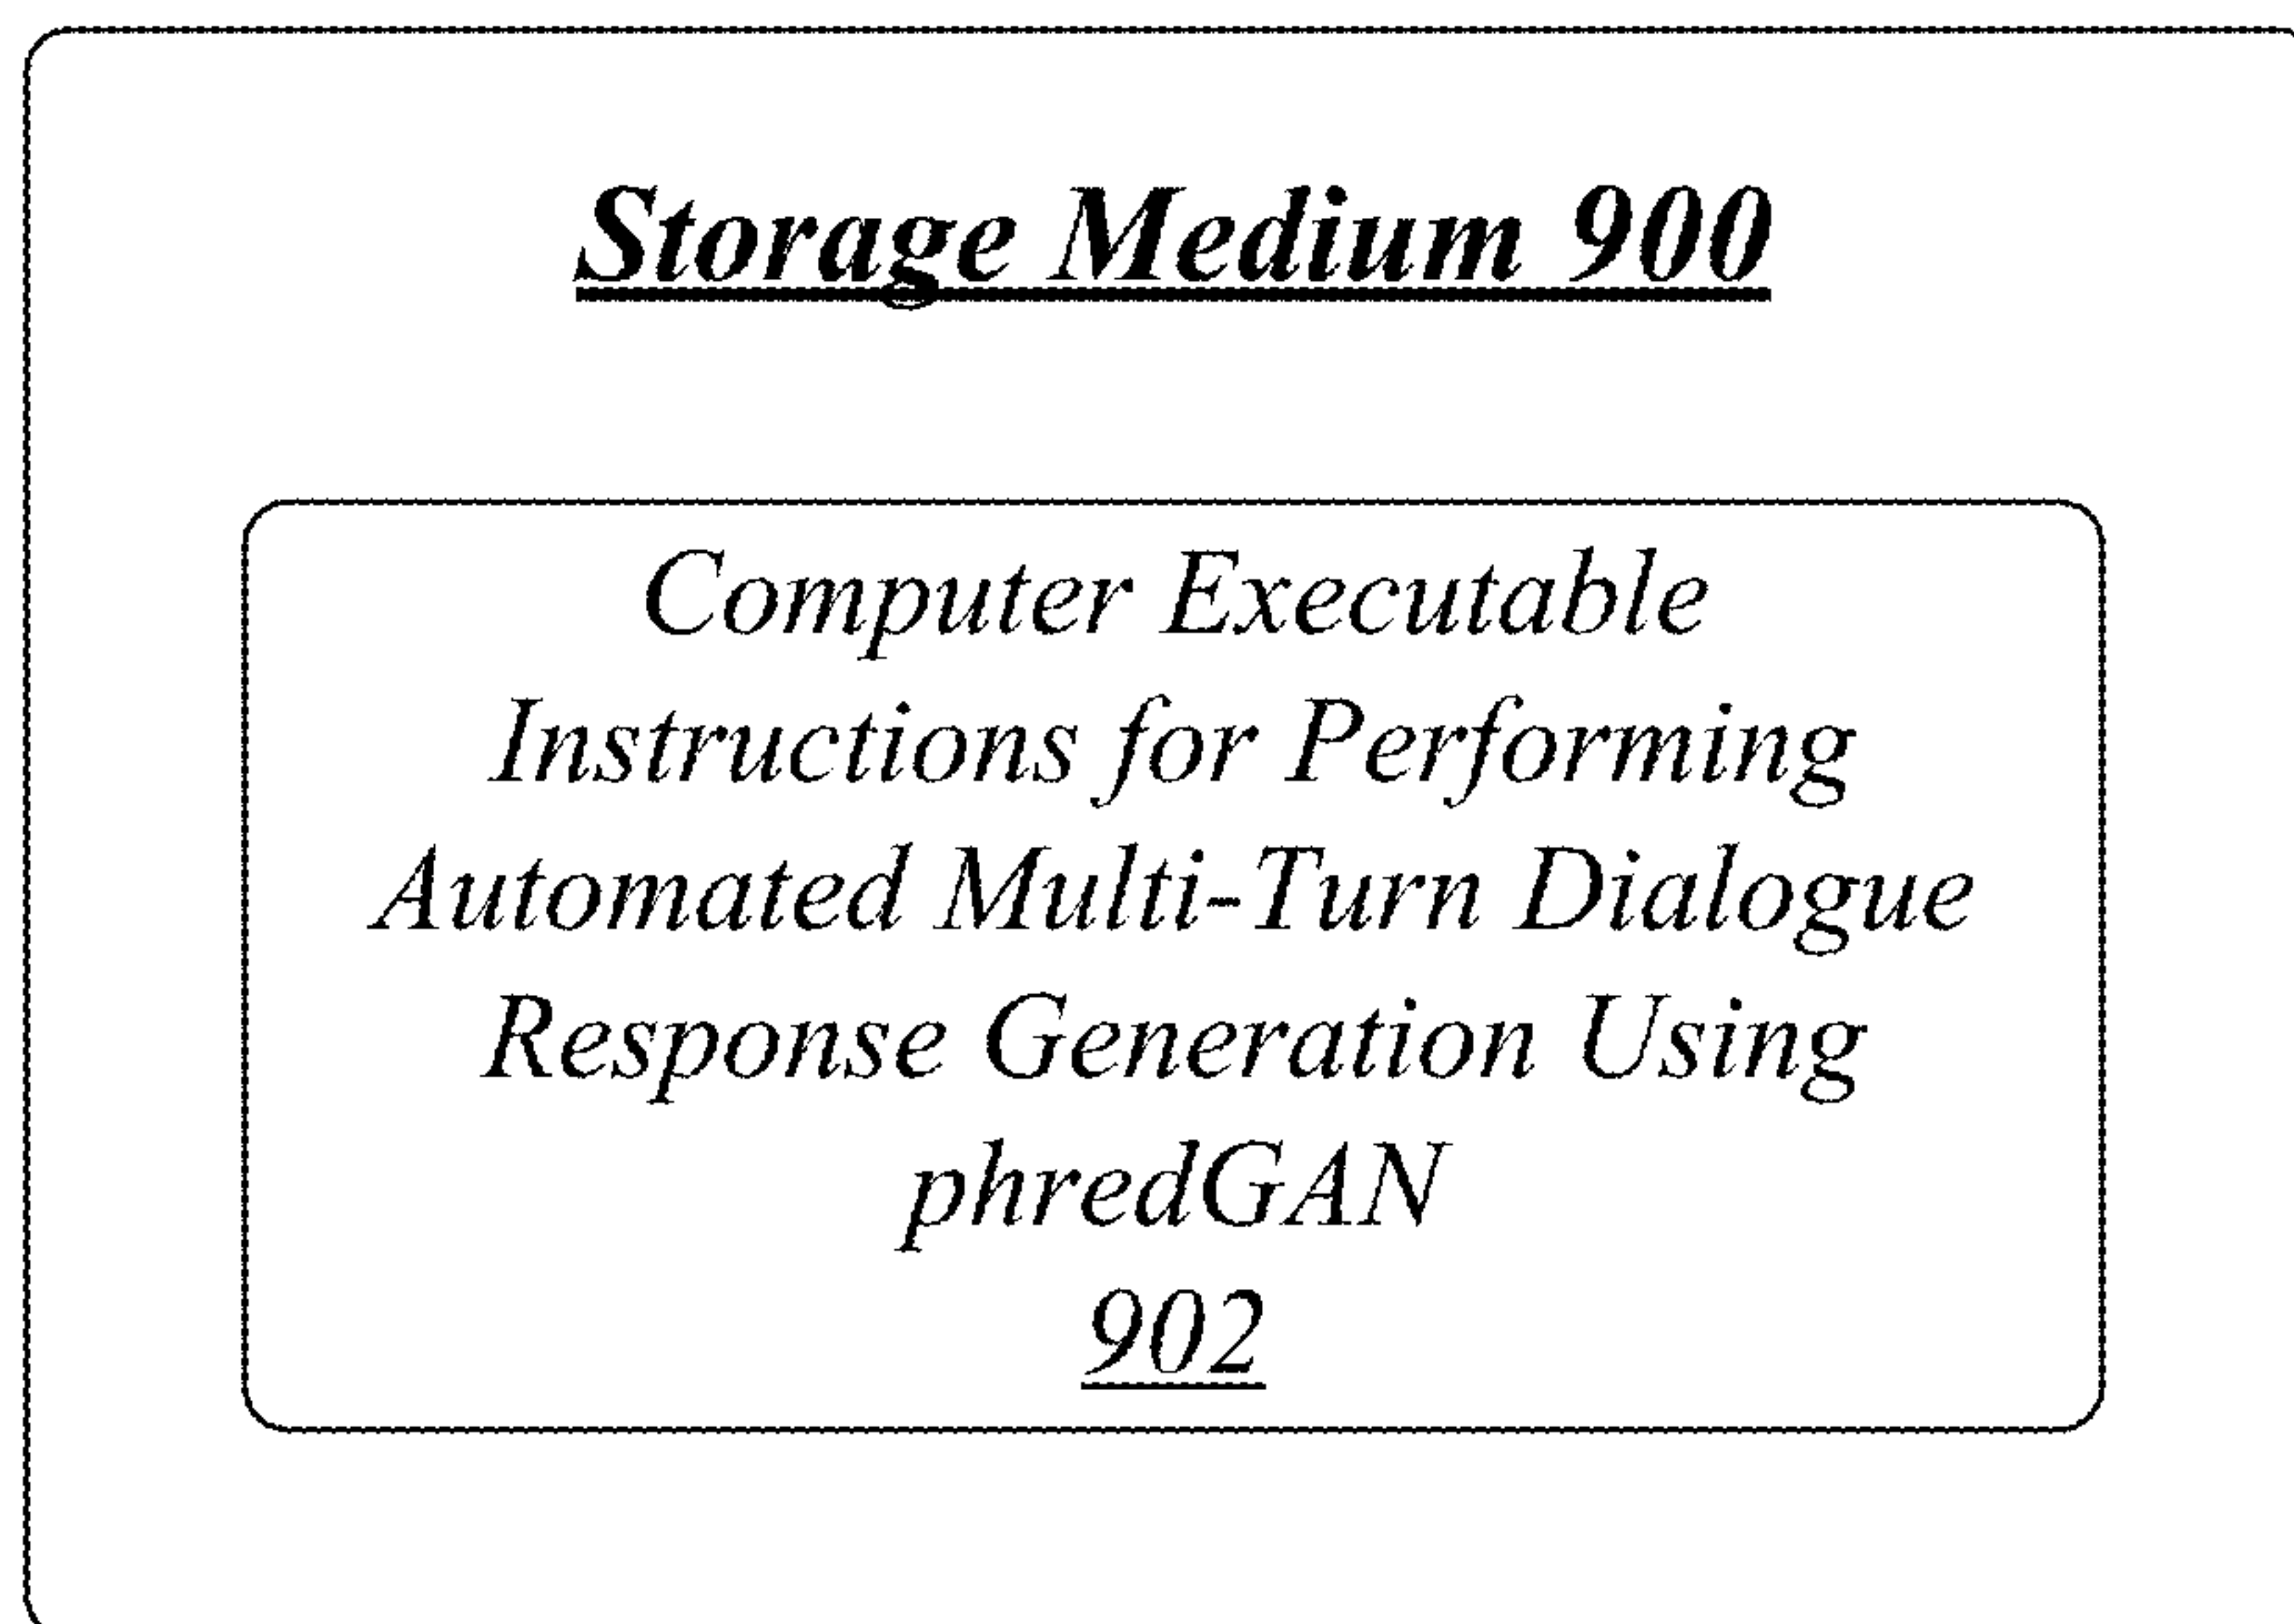 Storage Medium 900
Computer Executable
Instructions for Performing
Automated Multi-Turn Dialogue
Response Generation Using
phredGAN
902